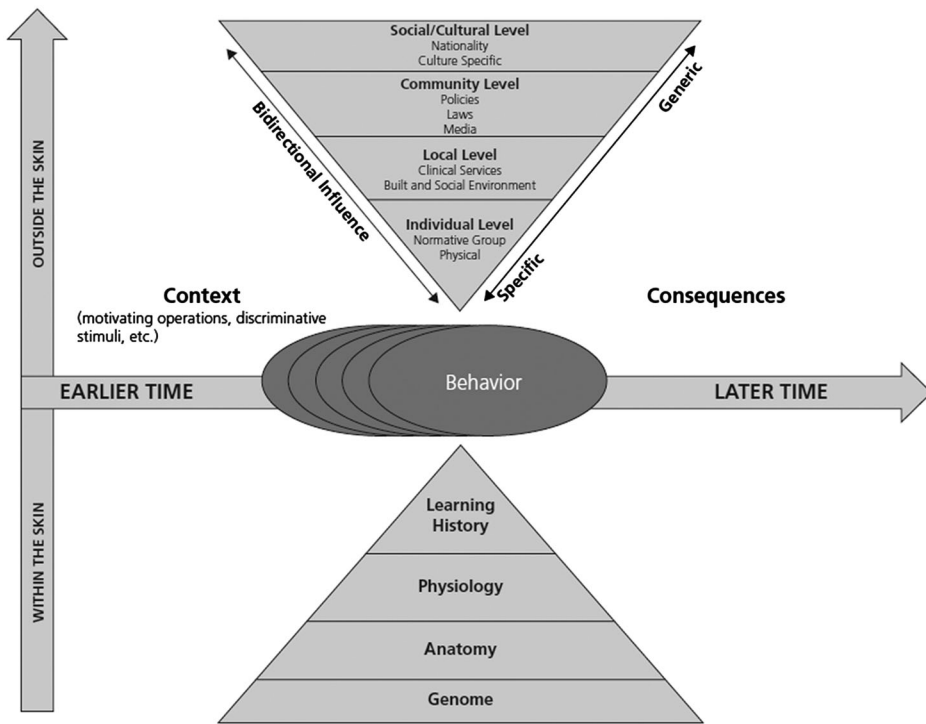 Social/Cultural Level
Nationality
Culture Specific
Community Level
Policies
Laws
Media
Local Level
Clinical Services
Built and Social Environment
Individual Level
Normative Group
Physical
Bidirectional Influence
Generic
Specific
OUTSIDE THE SKIN
Context
(motivating operations, discriminative
stimuli, etc.)
Consequences
EARLIER TIME
Behavior
LATER TIME
WITHIN THE SKIN
Learning
History
Physiology
Anatomy
Genome